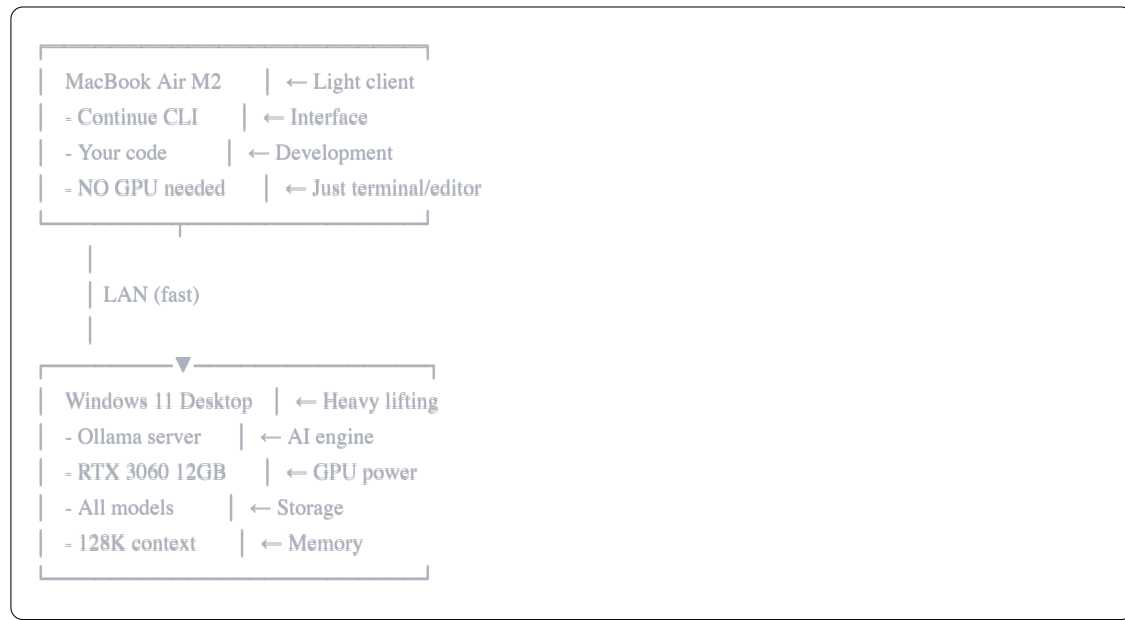 MacBook Air M2 ← Light client
- Continue CLI ← Interface
- Your code ← Development
- NO GPU needed ← Just terminal/editor
LAN (fast)
Windows 11 Desktop ← Heavy lifting
- Ollama server ← AI engine
- RTX 3060 12GB ← GPU power
- All models ← Storage
- 128K context ← Memory